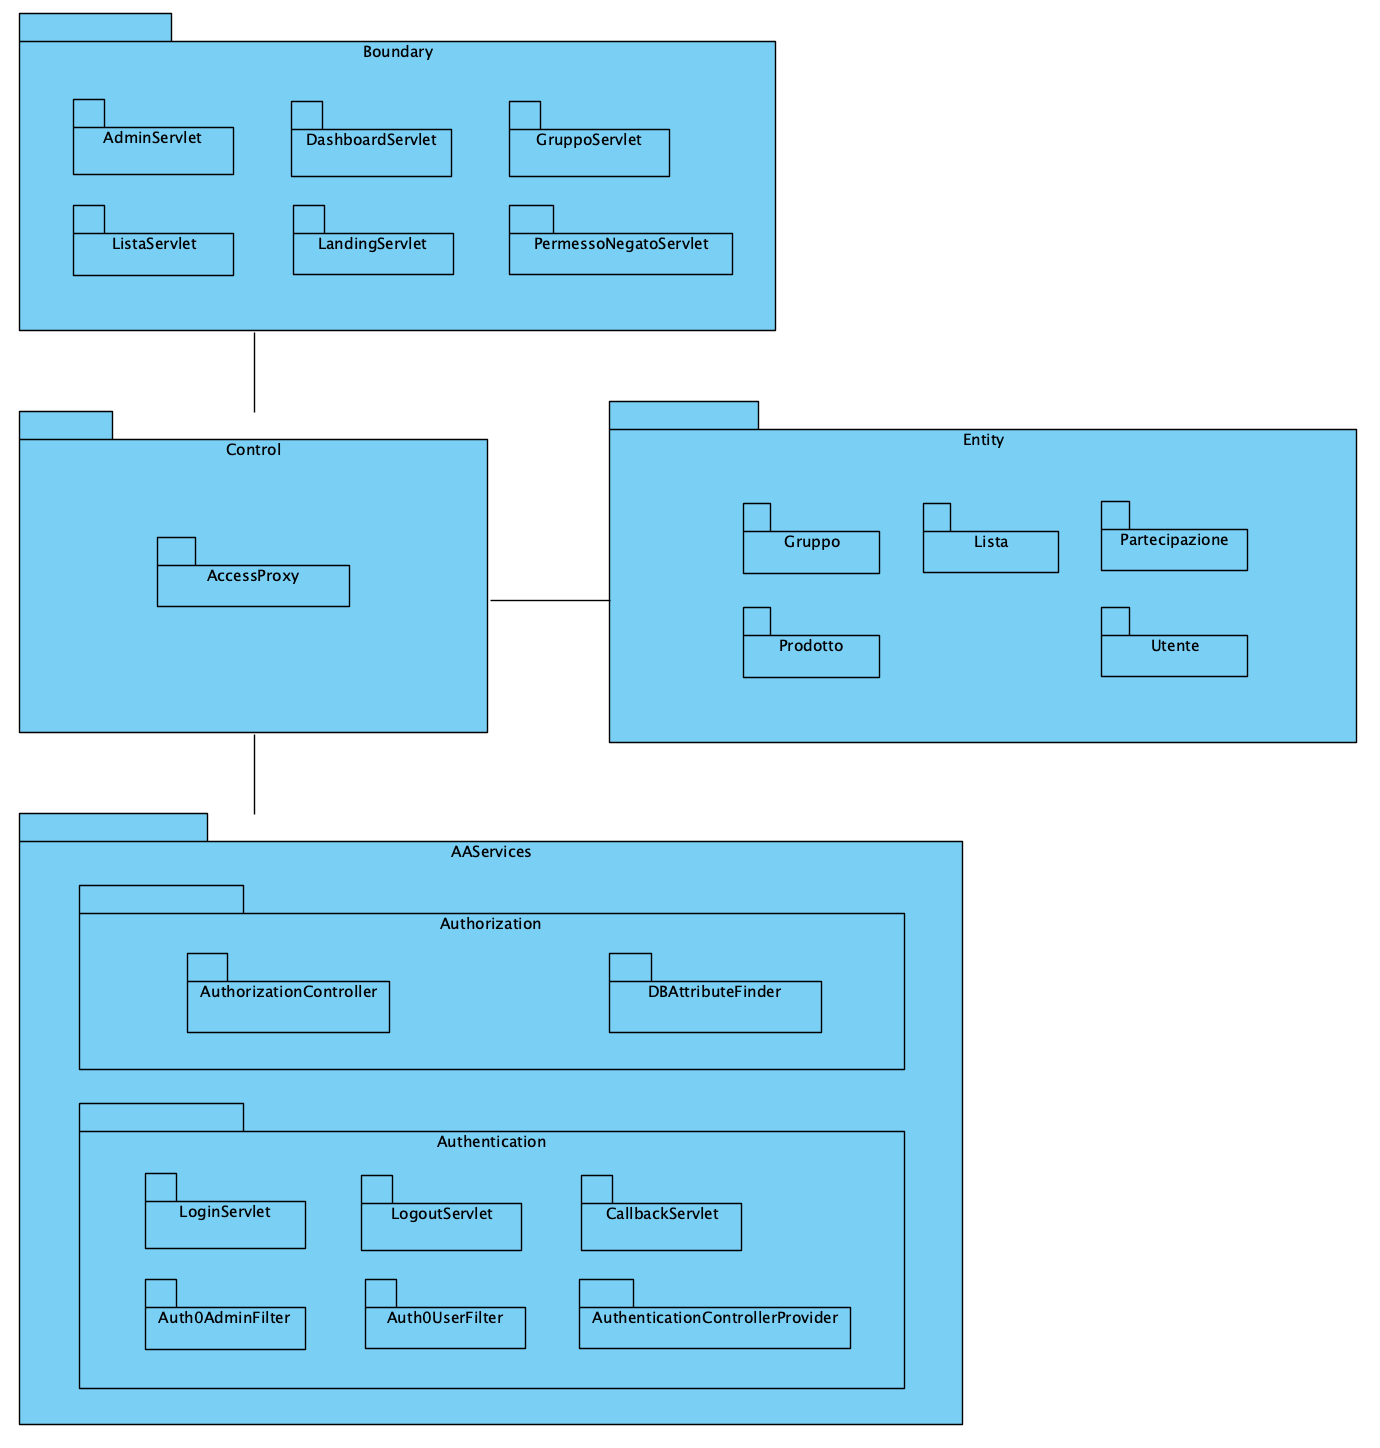 Boundary
AdminServlet
DashboardServlet
GruppoServlet
ListaServlet
LandingServlet
PermessoNegatoServlet
Control
AccessProxy
Entity
Gruppo
Lista
Partecipazione
Prodotto
Utente
AAServices
Authorization
AuthorizationController
DBAttributeFinder
Authentication
LoginServlet
LogoutServlet
CallbackServlet
Auth0AdminFilter
Auth0UserFilter
AuthenticationControllerProvider